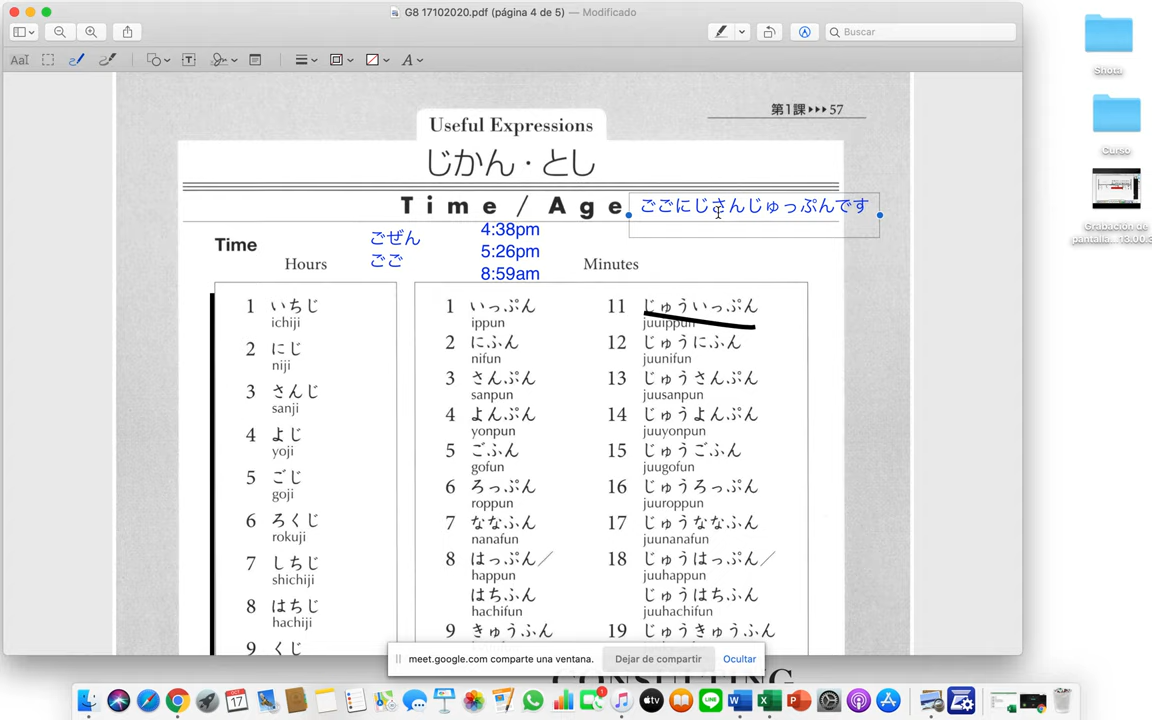 G8 17102020.pdf (página 4 de 5) — Modificado
Buscar
AaI
T
A
第1課▸▸▸57
Useful Expressions
じかん・とし
Time / Age
ごごにじさんじゅっぷんです
Time
ごぜん
ごご
4:38pm
5:26pm
8:59am
Hours
1 いちじ
ichiji
2 にじ
niji
3 さんじ
sanji
4 よじ
yoji
5 ごじ
goji
6 ろくじ
rokuji
7 しちじ
shichiji
8 はちじ
hachiji
9 くじ
Minutes
1 いっぷん
ippun
2 にふん
nifun
3 さんぷん
sanpun
4 よんぷん
yonpun
5 ごふん
gofun
6 ろっぷん
roppun
7 ななふん
nanafun
8 はっぷん／
happun
はちふん
hachifun
9 きゅうふん
11 じゅういっぷん
juuippun
12 じゅうにふん
juunifun
13 じゅうさんぷん
juusanpun
14 じゅうよんぷん
juuyonpun
15 じゅうごふん
juugofun
16 じゅうろっぷん
juuroppun
17 じゅうななふん
juunanafun
18 じゅうはっぷん／
juuhappun
じゅうはちふん
juuhachifun
19 じゅうきゅうふん
meet.google.com comparte una ventana.
Dejar de compartir
Ocultar
CONSULTING
Shota
Curso
Grabación de
pantalla...13.00.3
OCT
17
LINE